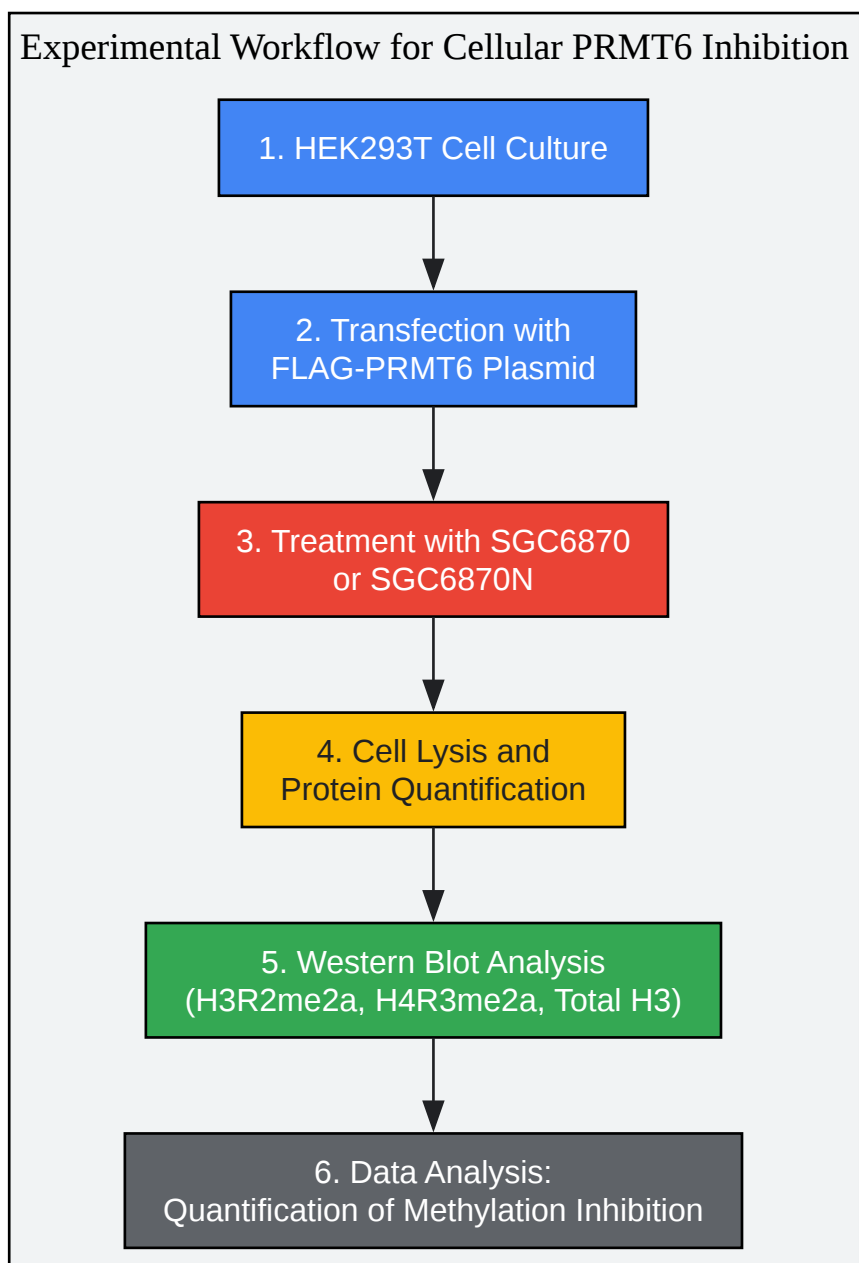 Experimental Workflow for Cellular PRMT6 Inhibition
1. HEK293T Cell Culture
2. Transfection with
FLAG-PRMT6 Plasmid
3. Treatment with SGC6870
or SGC6870N
4. Cell Lysis and
Protein Quantification
5. Western Blot Analysis
(H3R2me2a, H4R3me2a, Total H3)
6. Data Analysis:
Quantification of Methylation Inhibition